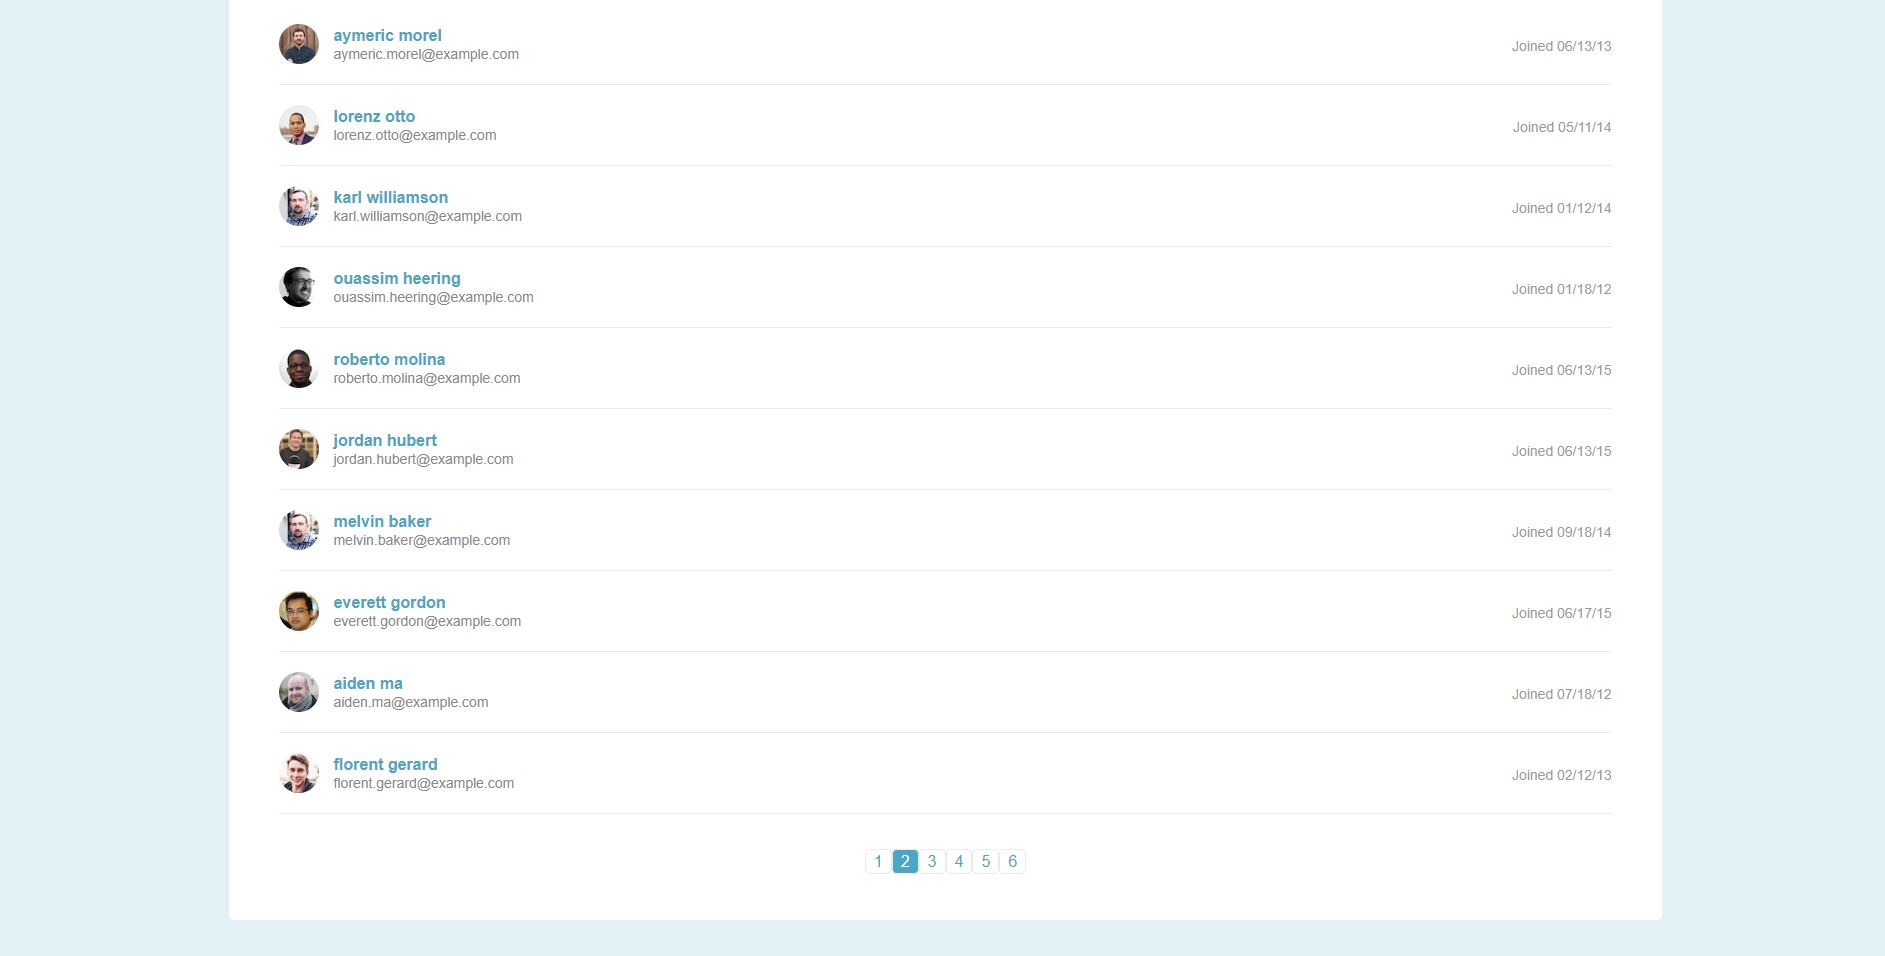 aymeric morel
aymeric.morel@example.com
Joined 06/13/13
lorenz otto
lorenz.otto@example.com
Joined 05/11/14
karl williamson
karl.williamson@example.com
Joined 01/12/14
ouassim heering
ouassim.heering@example.com
Joined 01/18/12
roberto molina
roberto.molina@example.com
Joined 06/13/15
jordan hubert
jordan.hubert@example.com
Joined 06/13/15
melvin baker
melvin.baker@example.com
Joined 09/18/14
everett gordon
everett.gordon@example.com
Joined 06/17/15
aiden ma
aiden.ma@example.com
Joined 07/18/12
florent gerard
florent.gerard@example.com
Joined 02/12/13
1 2 3 4 5 6